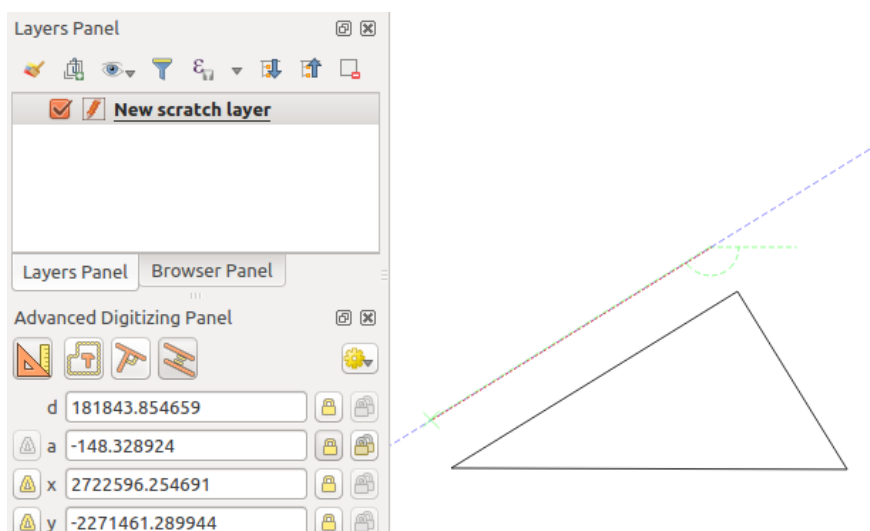 Layers Panel
New scratch layer
Layers Panel
Browser Panel
Advanced Digitizing Panel
d 181843.854659
a -148.328924
x 2722596.254691
y -2271461.289944